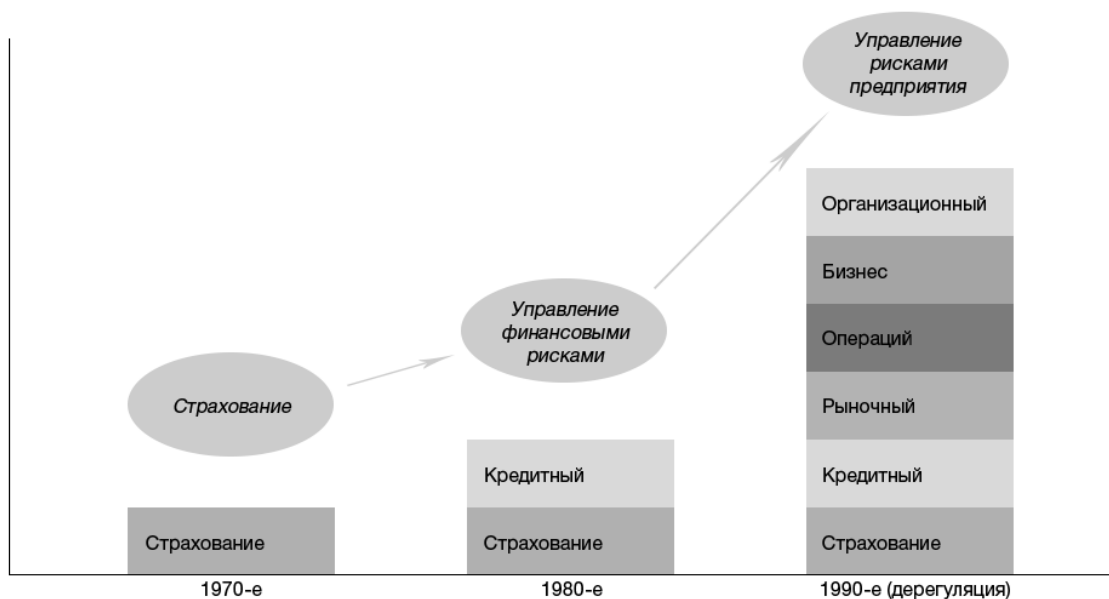 Управление
рисками
предприятия
Организационный
Бизнес
Управление
финансовыми
рисками
Операций
Страхование
Рыночный
Кредитный
Кредитный
Страхование
Страхование
Страхование
1970-е
1980-е
1990-е (дерегуляция)